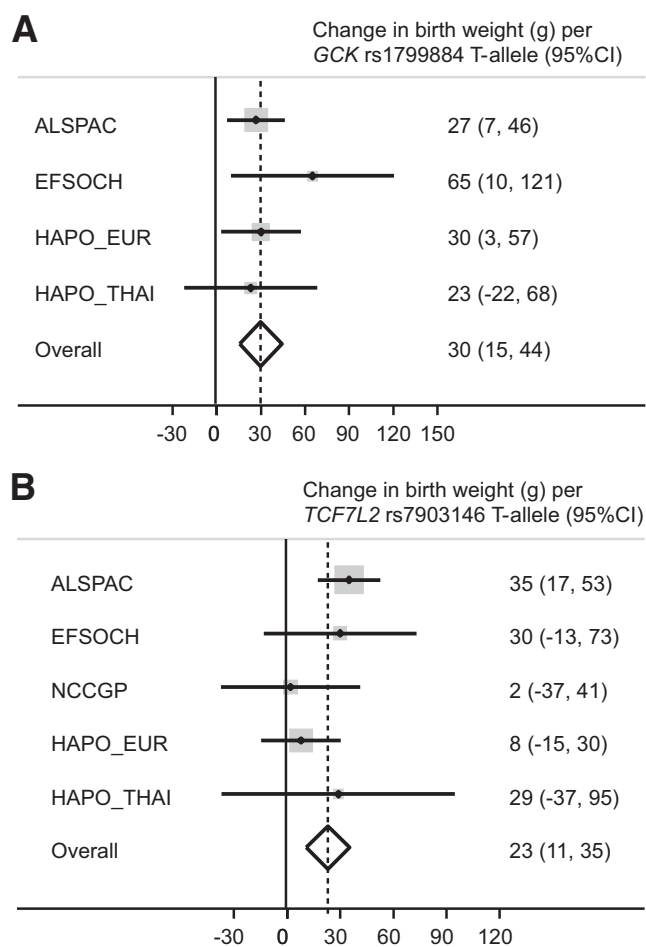 A
Change in birth weight (g) per
GCK rs1799884 T-allele (95%CI)
ALSPAC 27 (7, 46)
EFSOCH 65 (10, 121)
HAPO_EUR 30 (3, 57)
HAPO_THAI 23 (-22, 68)
Overall 30 (15, 44)
-30 0 30 60 90 120 150
B
Change in birth weight (g) per
TCF7L2 rs7903146 T-allele (95%CI)
ALSPAC 35 (17, 53)
EFSOCH 30 (-13, 73)
NCCGP 2 (-37, 41)
HAPO_EUR 8 (-15, 30)
HAPO_THAI 29 (-37, 95)
Overall 23 (11, 35)
-30 0 30 60 90 120